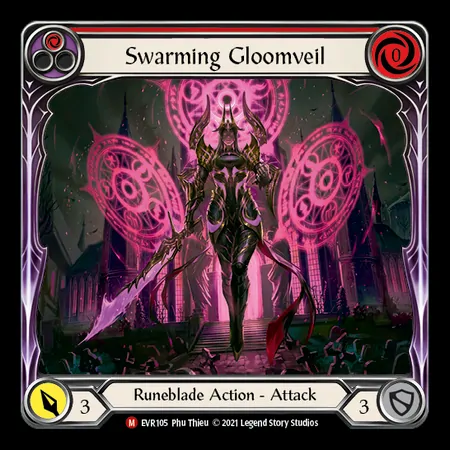 Swarming Gloomveil
0
3
Runeblade Action - Attack
3
M EVR105 Phu Thieu © 2021 Legend Story Studios